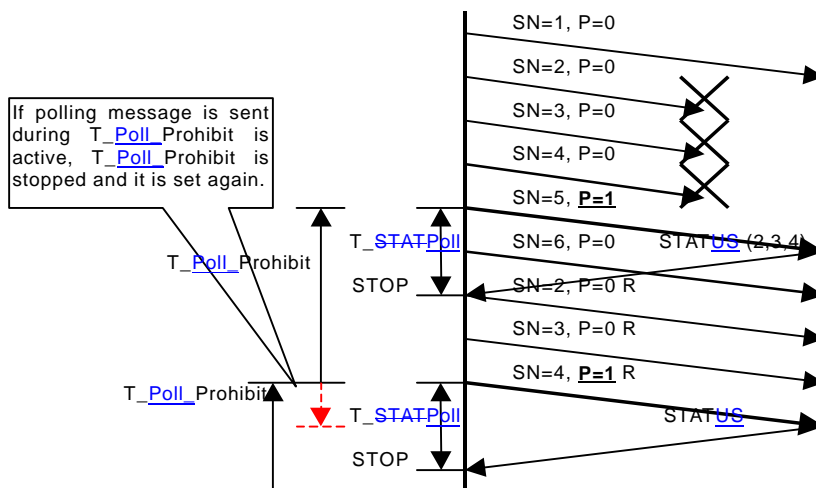 SN=1, P=0
SN=2, P=0
If polling message is sent
during T_Poll_Prohibit is
active, T_Poll_Prohibit is
stopped and it is set again.
SN=3, P=0
SN=4, P=0
SN=5, P=1
T_STATPoll
STATUS (2,3,4)
SN=6, P=0
T_Poll_Prohibit
STOP
SN=2, P=0 R
SN=3, P=0 R
SN=4, P=1 R
T_Poll_Prohibit
T_STATPoll
STATUS
STOP